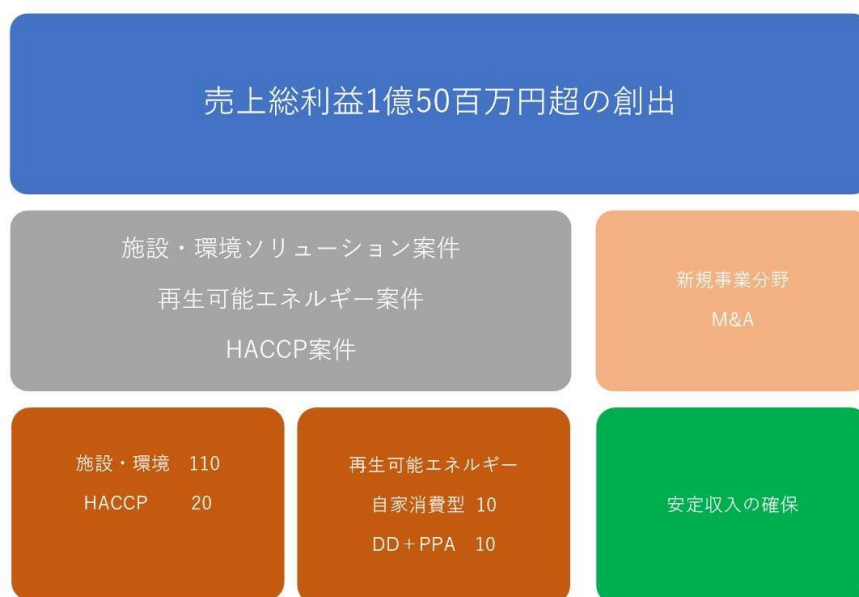 売上総利益1億50百万円超の創出
施設・環境ソリューション案件
再生可能エネルギー案件
HACCP案件
新規事業分野
M&A
施設・環境 110
HACCP 20
再生可能エネルギー
自家消費型 10
DD＋PPA 10
安定収入の確保